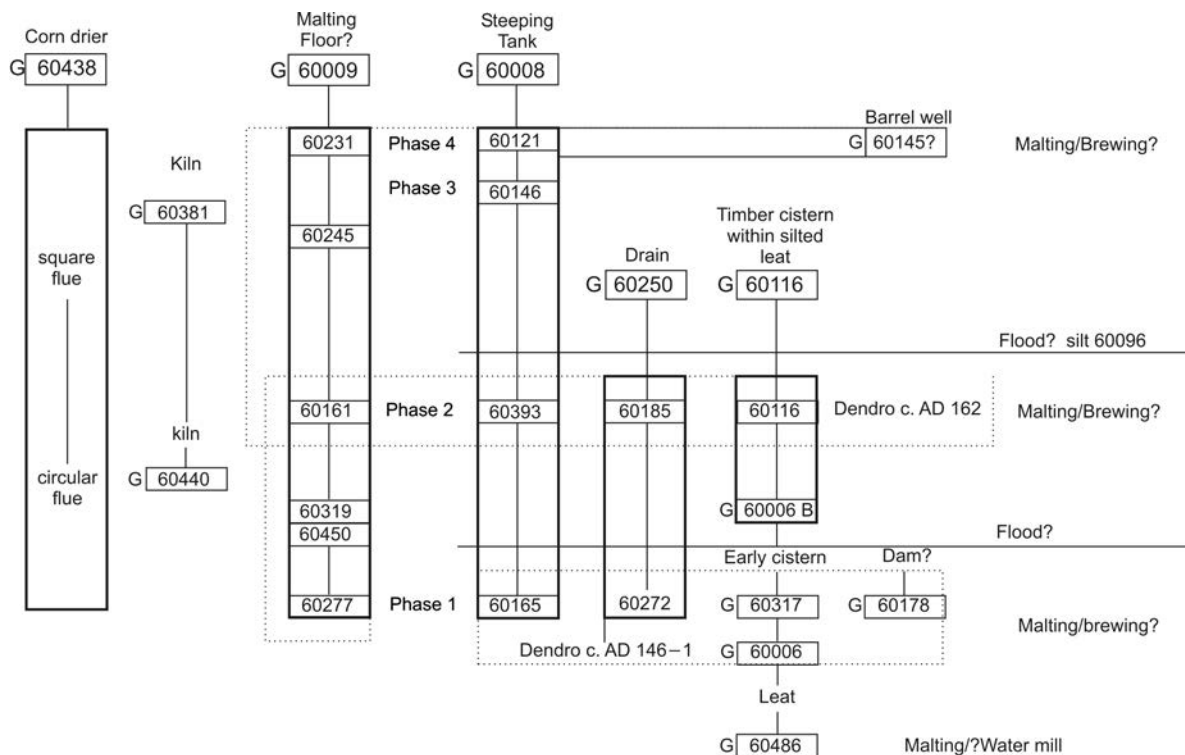 Corn drier
G 60438
square
flue
circular
flue
Kiln
G 60381
kiln
G 60440
Malting
Floor?
G 60009
60231
60245
60161
60319
60450
60277
Phase 4
Phase 3
Phase 2
Phase 1
Steeping
Tank
G 60008
60121
60146
60393
60165
Drain
G 60250
60185
60272
Dendro c. AD 146–1
Barrel well
G 60145?
Timber cistern
within silted
leat
G 60116
60116
Dendro c. AD 162
G 60006 B
Early cistern
G 60317
G 60006
Leat
G 60486
Dam?
G 60178
Malting/Brewing?
Flood? silt 60096
Malting/Brewing?
Flood?
Malting/brewing?
Malting/?Water mill